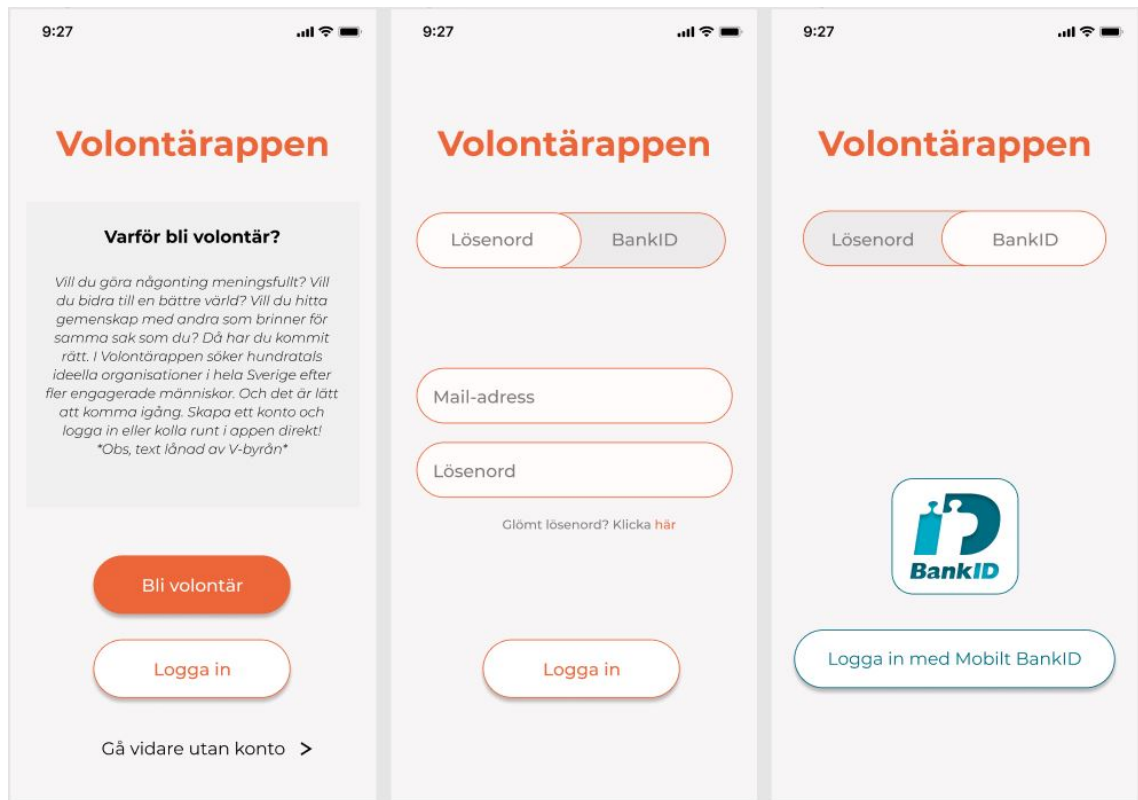 9:27
Volontärappen
Varför bli volontär?
Vill du göra någonting meningsfullt? Vill
du bidra till en bättre värld? Vill du hitta
gemenskap med andra som brinner för
samma sak som du? Då har du kommit
rätt. I Volontärappen söker hundratals
ideella organisationer i hela Sverige efter
fler engagerade människor. Och det är lätt
att komma igång. Skapa ett konto och
logga in eller kolla runt i appen direkt!
*Obs, text lånad av V-byrån*
Bli volontär
Logga in
Gå vidare utan konto >
9:27
Volontärappen
Lösenord BankID
Mail-adress
Lösenord
Glömt lösenord? Klicka här
Logga in
9:27
Volontärappen
Lösenord BankID
iD
BankID
Logga in med Mobilt BankID